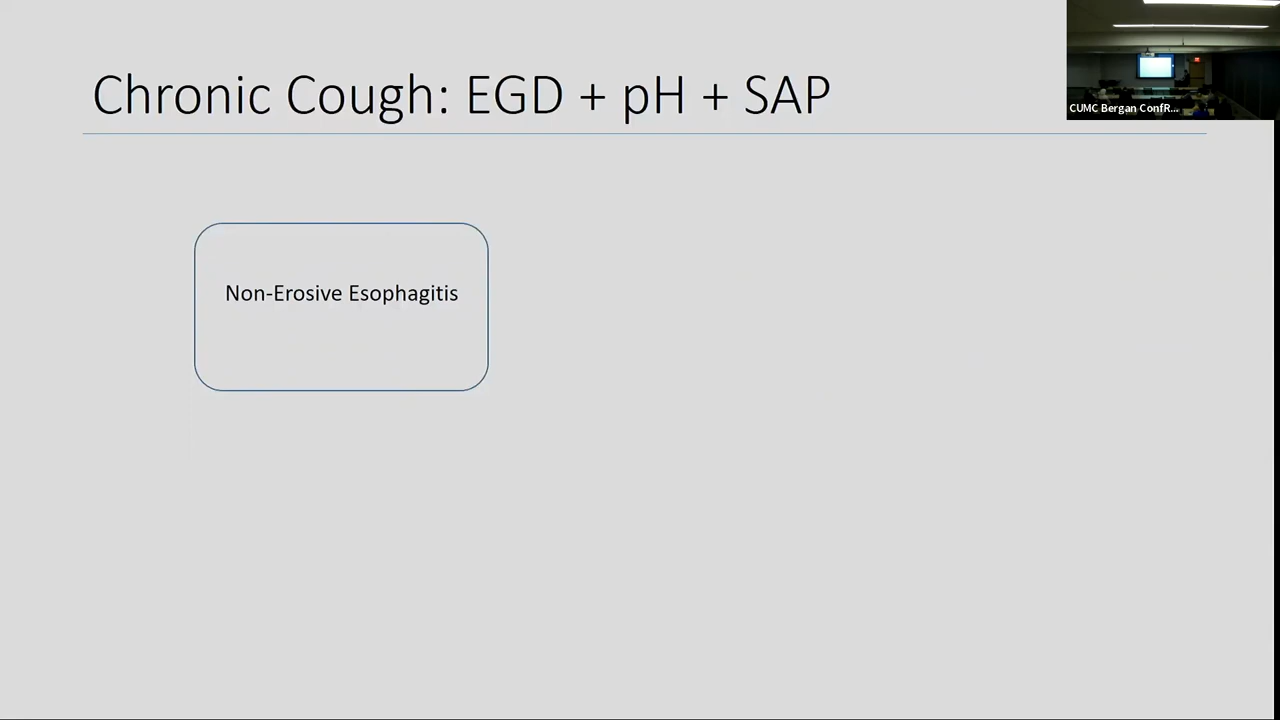 Chronic Cough: EGD + pH + SAP
CUMC Bergan ConfR...
Non-Erosive Esophagitis